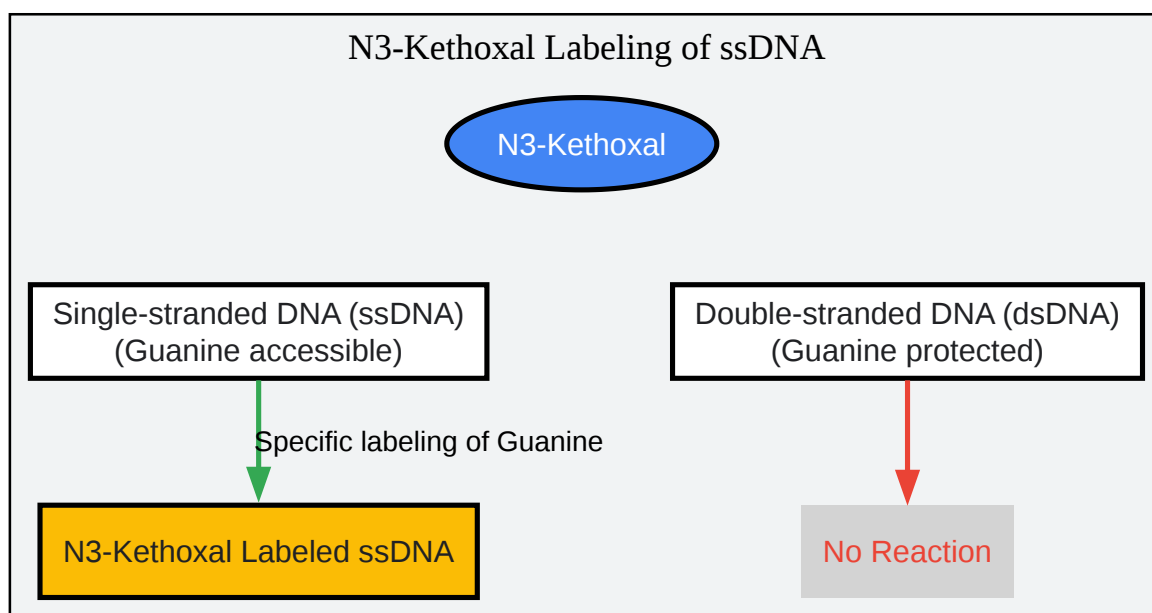 N3-Kethoxal Labeling of ssDNA
N3-Kethoxal
Single-stranded DNA (ssDNA)
(Guanine accessible)
Double-stranded DNA (dsDNA)
(Guanine protected)
Specific labeling of Guanine
N3-Kethoxal Labeled ssDNA
No Reaction